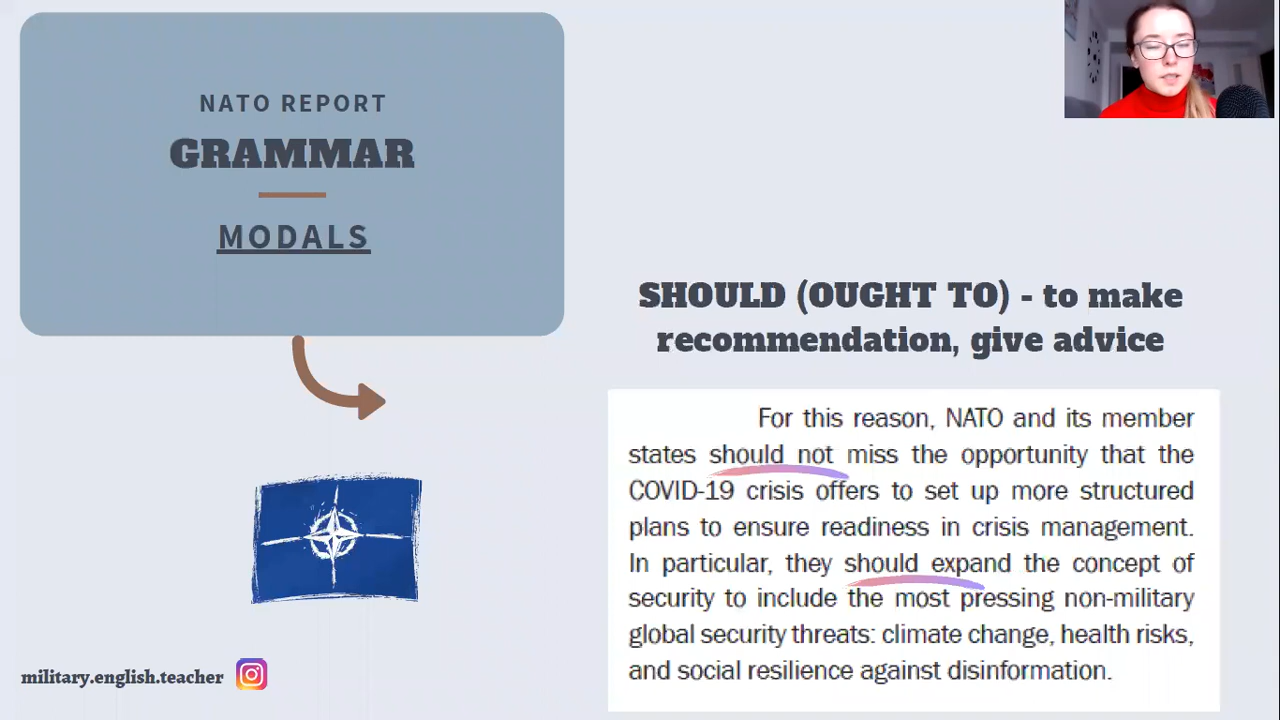 NATO REPORT
GRAMMAR
MODALS
SHOULD (OUGHT TO) - to make
recommendation, give advice
For this reason, NATO and its member
states should not miss the opportunity that the
COVID-19 crisis offers to set up more structured
plans to ensure readiness in crisis management.
In particular, they should expand the concept of
security to include the most pressing non-military
global security threats: climate change, health risks,
and social resilience against disinformation.
military.english.teacher